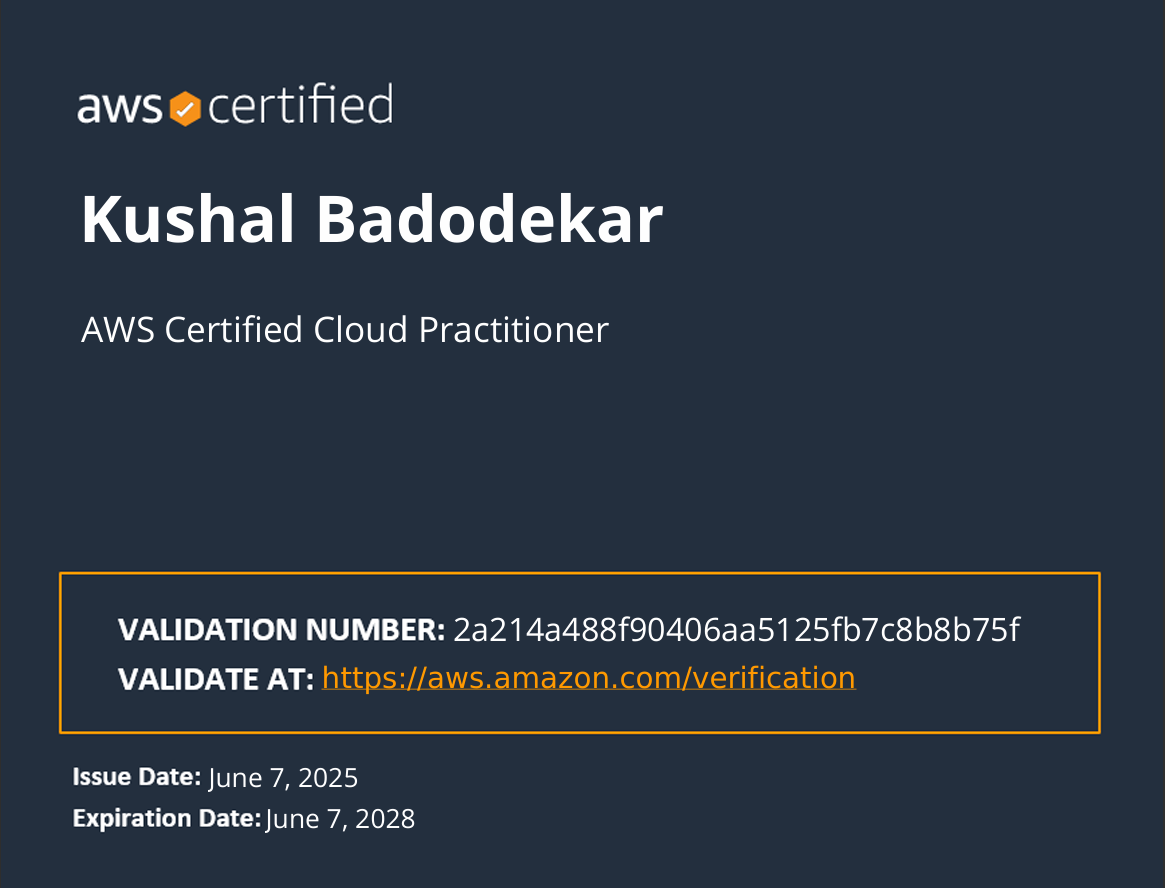 aws certified
Kushal Badodekar
AWS Certified Cloud Practitioner
VALIDATION NUMBER: 2a214a488f90406aa5125fb7c8b8b75f
VALIDATE AT: https://aws.amazon.com/verification
Issue Date: June 7, 2025
Expiration Date: June 7, 2028